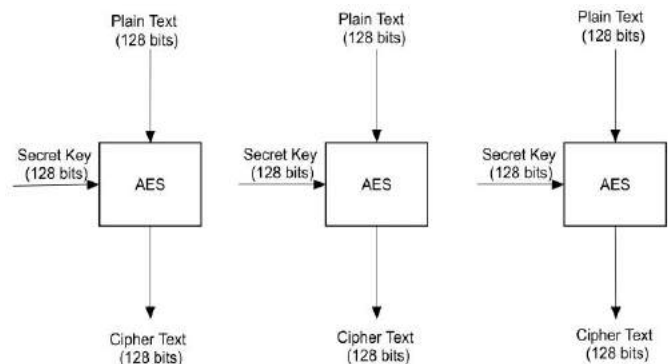 Plain Text
(128 bits)
Plain Text
(128 bits)
Plain Text
(128 bits)
Secret Key
(128 bits)
AES
Secret Key
(128 bits)
AES
Secret Key
(128 bits)
AES
Cipher Text
(128 bits)
Cipher Text
(128 bits)
Cipher Text
(128 bits)